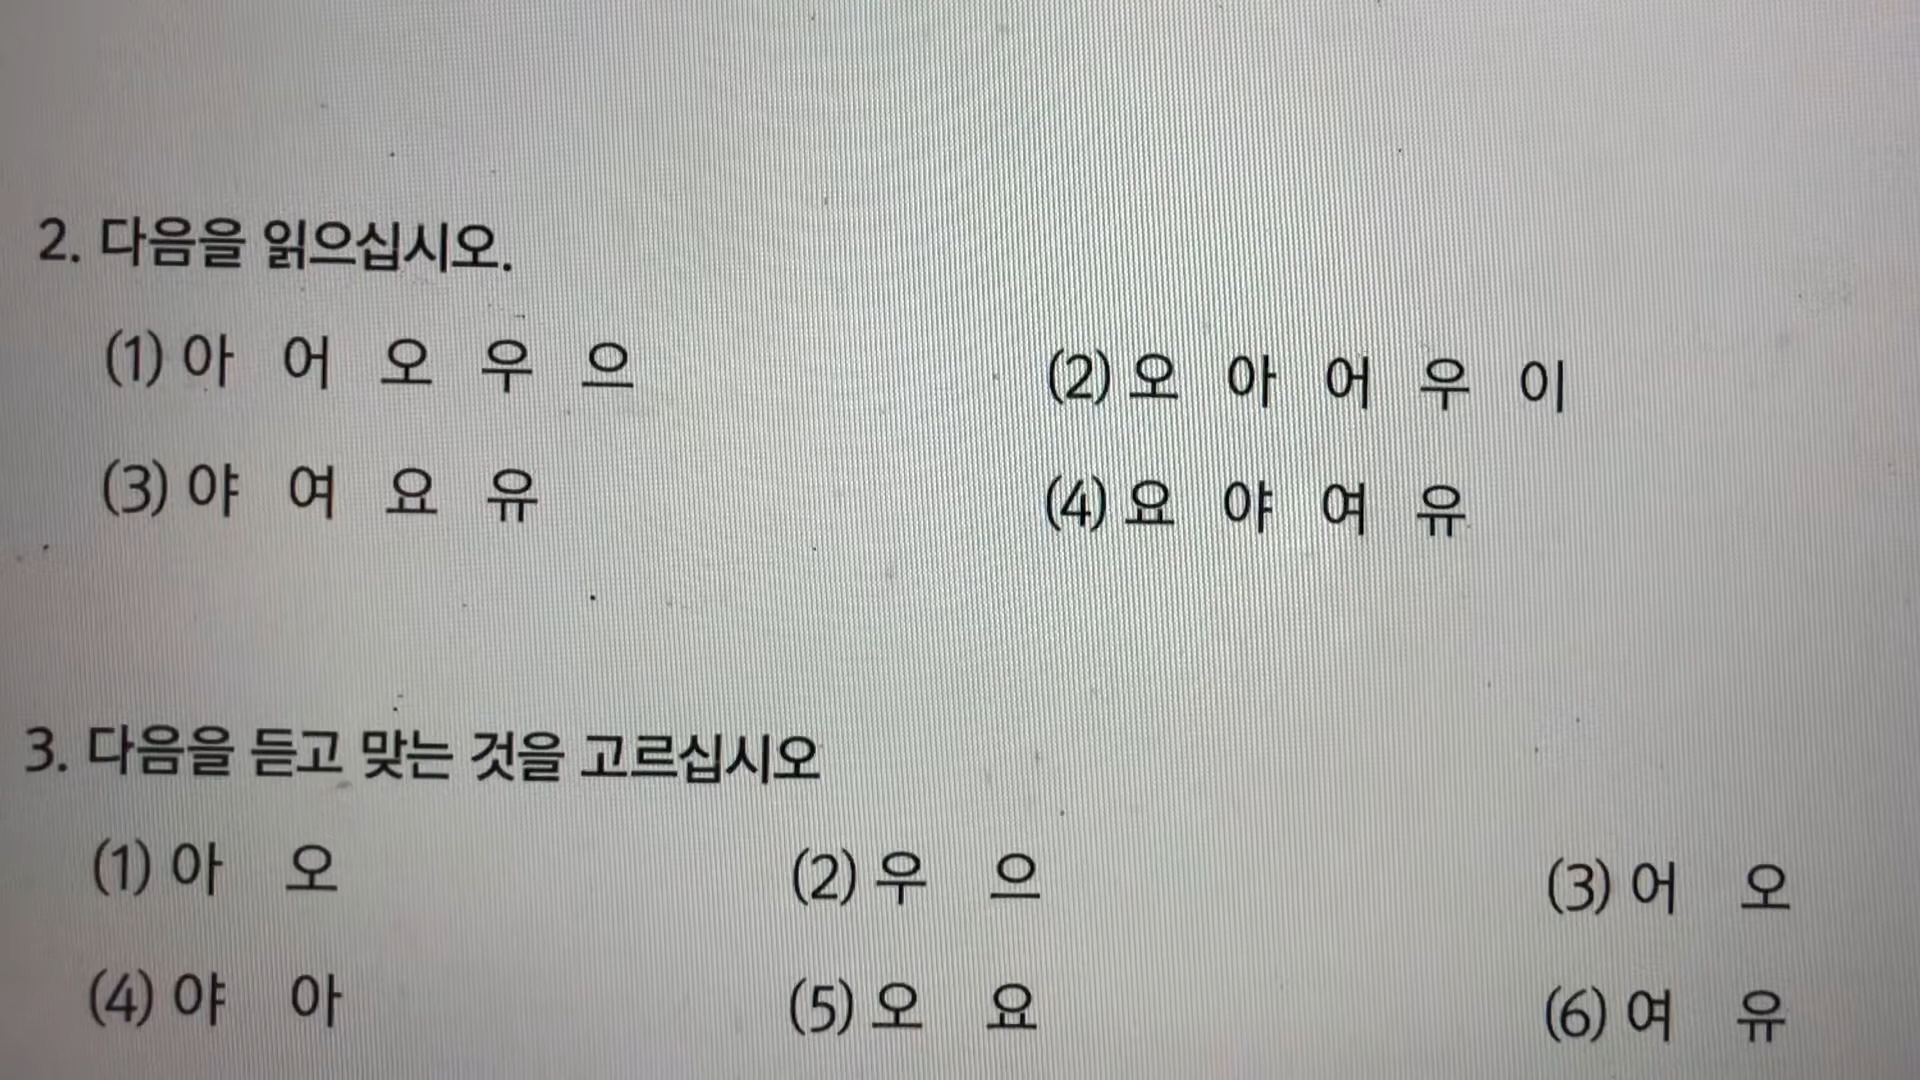 2. 다음을 읽으십시오.
(1) 아 어 오 우 으 (2) 오 아 어 우 이
(3) 야 여 요 유 (4) 요 야 여 유
3. 다음을 듣고 맞는 것을 고르십시오
(1) 아 오 (2) 우 으 (3) 어 오
(4) 야 아 (5) 오 요 (6) 여 유